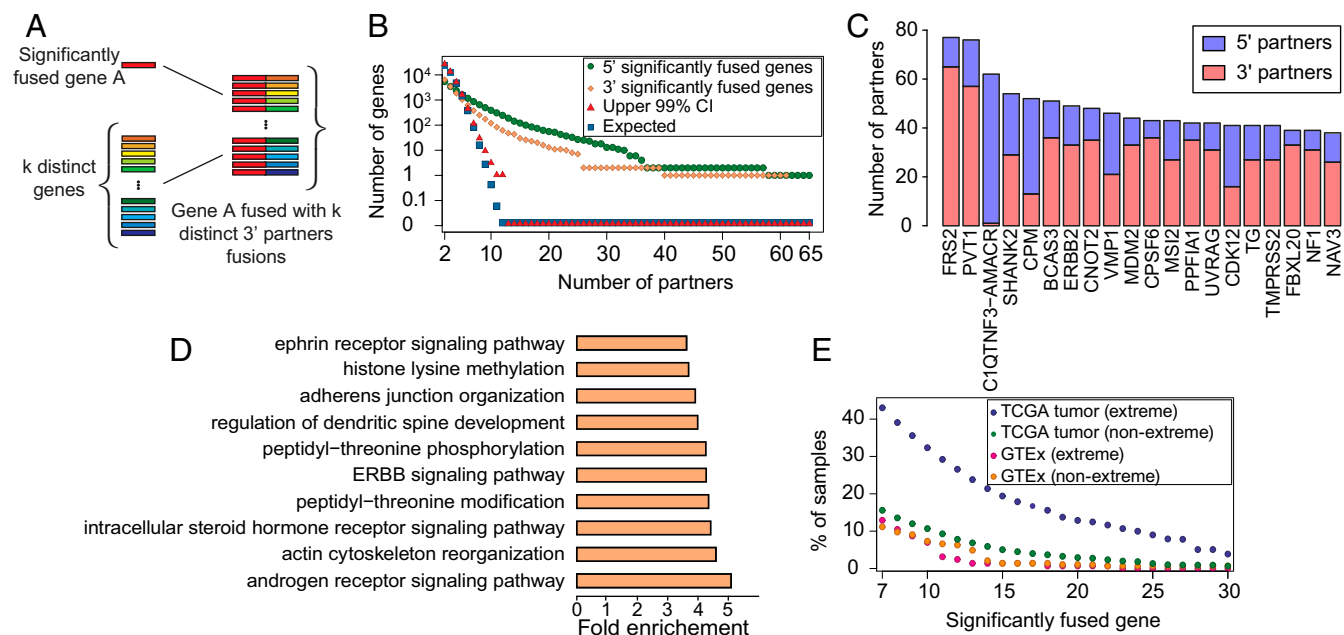 A
Significantly
fused gene A
k distinct
genes
Gene A fused with k
distinct 3' partners
fusions
B
Number of genes
10^4
10^3
10^2
10
1
0
2
10
20
30
40
50
60 65
Number of partners
5' significantly fused genes
3' significantly fused genes
Upper 99% CI
Expected
C
Number of partners
80
60
40
20
0
5' partners
3' partners
FRS2
PVT1
C1QTNF3−AMACR
SHANK2
CPM
BCAS3
ERBB2
CNOT2
VMP1
MDM2
CPSF6
MSI2
PPFIA1
UVRAG
CDK12
TG
TMPRSS2
FBXL20
NF1
NAV3
D
ephrin receptor signaling pathway
histone lysine methylation
adherens junction organization
regulation of dendritic spine development
peptidyl−threonine phosphorylation
ERBB signaling pathway
peptidyl−threonine modification
intracellular steroid hormone receptor signaling pathway
actin cytoskeleton reorganization
androgen receptor signaling pathway
0 1 2 3 4 5
Fold enrichement
E
% of samples
40
30
20
10
0
TCGA tumor (extreme)
TCGA tumor (non-extreme)
GTEx (extreme)
GTEx (non-extreme)
7 10 15 20 25 30
Significantly fused gene